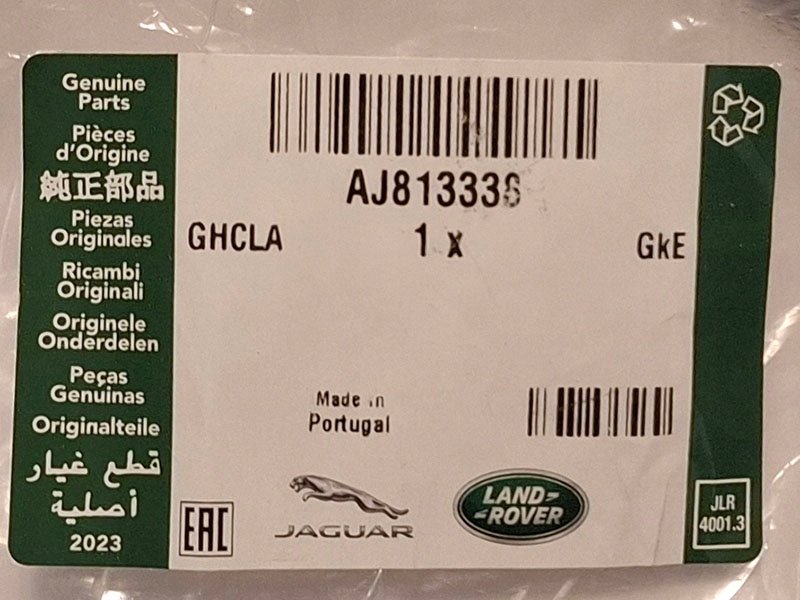 Genuine
Parts
Pièces
d'Origine
純正部品
Piezas
Originales
Ricambi
Originali
Originele
Onderdelen
Peças
Genuinas
Originalteile
قطع غيار
أصلية
2023
AJ813336
GHCLA
1 x
GkE
Made in
Portugal
EAC
JAGUAR
LAND-
-ROVER
JLR
4001.3